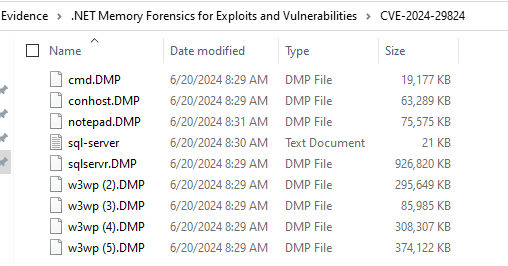 Evidence > .NET Memory Forensics for Exploits and Vulnerabilities > CVE-2024-29824
Name Date modified Type Size
cmd.DMP 6/20/2024 8:29 AM DMP File 19,177 KB
conhost.DMP 6/20/2024 8:29 AM DMP File 63,289 KB
notepad.DMP 6/20/2024 8:31 AM DMP File 75,575 KB
sql-server 6/20/2024 8:30 AM Text Document 21 KB
sqlservr.DMP 6/20/2024 8:29 AM DMP File 926,820 KB
w3wp (2).DMP 6/20/2024 8:29 AM DMP File 295,649 KB
w3wp (3).DMP 6/20/2024 8:29 AM DMP File 85,985 KB
w3wp (4).DMP 6/20/2024 8:29 AM DMP File 308,307 KB
w3wp (5).DMP 6/20/2024 8:29 AM DMP File 374,122 KB